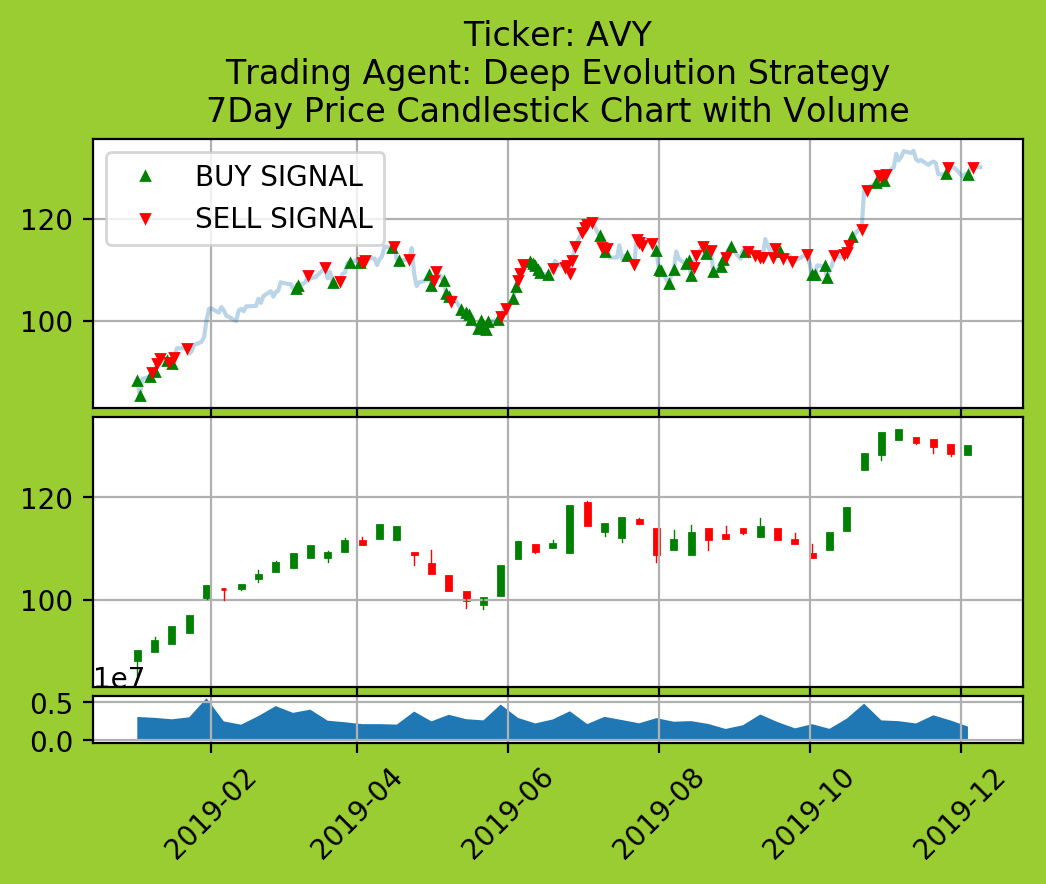 Ticker: AVY
Trading Agent: Deep Evolution Strategy
7Day Price Candlestick Chart with Volume
BUY SIGNAL
SELL SIGNAL
120
100
120
100
1e7
0.5
0.0
2019-02
2019-04
2019-06
2019-08
2019-10
2019-12